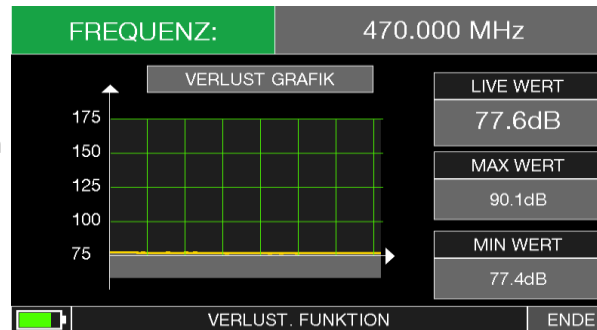 FREQUENZ: 470.000 MHz
VERLUST GRAFIK
175
150
125
100
75
LIVE WERT
77.6dB
MAX WERT
90.1dB
MIN WERT
77.4dB
VERLUST. FUNKTION
ENDE